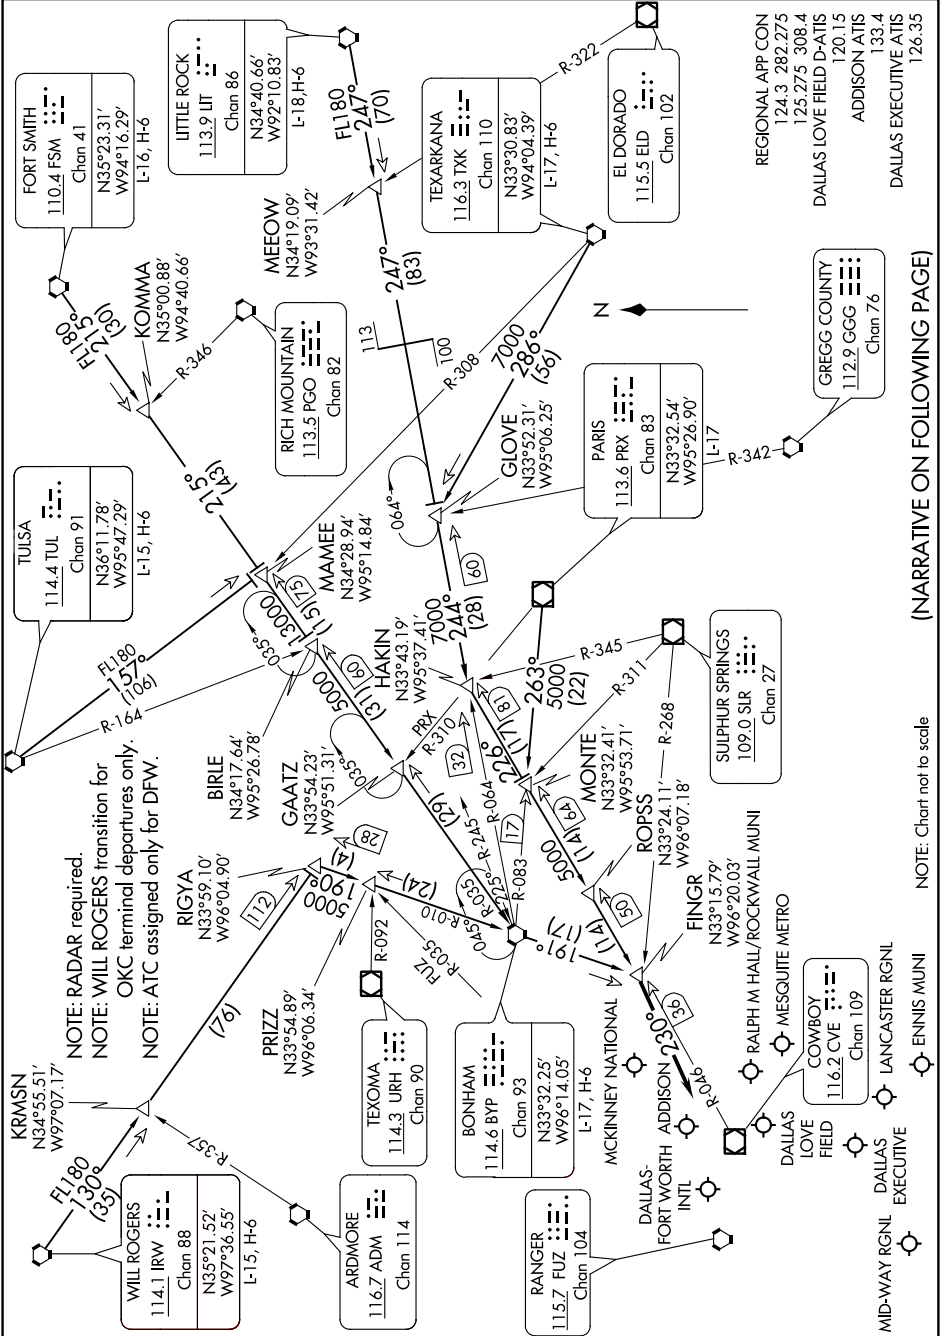 TULSA
114.4 TUL
Chan 91
N36°11.78′
W95°47.29′
L-15, H-6
FORT SMITH
110.4 FSM
Chan 41
N35°23.31′
W94°16.29′
L-16, H-6
LITTLE ROCK
113.9 LIT
Chan 86
N34°40.66′
W92°10.83′
L-18,H-6
KRMSN
N34°55.51′
W97°07.17′
NOTE: RADAR required.
NOTE: WILL ROGERS transition for
OKC terminal departures only.
NOTE: ATC assigned only for DFW.
FL180
130°
(35)
WILL ROGERS
114.1 IRW
Chan 88
N35°21.52′
W97°36.55′
L-15, H-6
R-357
ARDMORE
116.7 ADM
Chan 114
(76)
112
RIGYA
N33°59.10′
W96°04.90′
5000
190°
(4)
28
PRIZZ
N33°54.89′
W96°06.34′
R-092
TEXOMA
114.3 URH
Chan 90
(24)
R-010
FUZ
R-035
FL180
157°
(106)
R-164
FL180
215°
(30)
KOMMA
N35°00.88′
W94°40.66′
R-346
RICH MOUNTAIN
113.5 PGO
Chan 82
215°
(43)
MAMEE
N34°28.94′
W95°14.84′
13000
(15)
75
035°
BIRLE
N34°17.64′
W95°26.78′
5000
(31)
60
035°
GAATZ
N33°54.23′
W95°51.31′
(29)
R-035
045°
225°
R-245
R-064
R-083
17
PRX
R-310
32
FL180
247°
(70)
MEEOW
N34°19.09′
W93°31.42′
R-322
EL DORADO
115.5 ELD
Chan 102
247°
(83)
113
100
TEXARKANA
116.3 TXK
Chan 110
N33°30.83′
W94°04.39′
L-17, H-6
R-308
7000
286°
(56)
064°
GLOVE
N33°52.31′
W95°06.25′
60
7000
244°
(28)
HAKIN
N33°43.19′
W95°37.41′
PARIS
113.6 PRX
Chan 83
N33°32.54′
W95°26.90′
L-17
R-342
GREGG COUNTY
112.9 GGG
Chan 76
N
263°
5000
(22)
81
226°
(17)
R-345
R-311
R-268
MONTE
N33°32.41′
W95°53.71′
64
5000
(14)
SULPHUR SPRINGS
109.0 SLR
Chan 27
ROPSS
N33°24.11′
W96°07.18′
50
(14)
BONHAM
114.6 BYP
Chan 93
N33°32.25′
W96°14.05′
L-17, H-6
191°
(17)
FINGR
N33°15.79′
W96°20.03′
230°
36
R-046
COWBOY
116.2 CVE
Chan 109
RANGER
115.7 FUZ
Chan 104
MCKINNEY NATIONAL
ADDISON
DALLAS-
FORT WORTH
INTL
RALPH M HALL/ROCKWALL MUNI
MESQUITE METRO
DALLAS
LOVE
FIELD
DALLAS
EXECUTIVE
LANCASTER RGNL
ENNIS MUNI
MID-WAY RGNL
REGIONAL APP CON
124.3 282.275
125.275 308.4
DALLAS LOVE FIELD D-ATIS
120.15
ADDISON ATIS
133.4
DALLAS EXECUTIVE ATIS
126.35
NOTE: Chart not to scale
(NARRATIVE ON FOLLOWING PAGE)